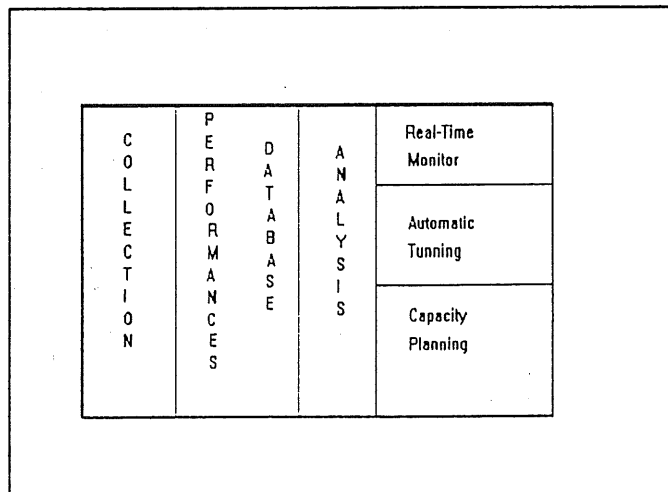 COLLECTION
PERFORMANCES
DATABASE
ANALYSIS
Real-Time
Monitor
Automatic
Tunning
Capacity
Planning